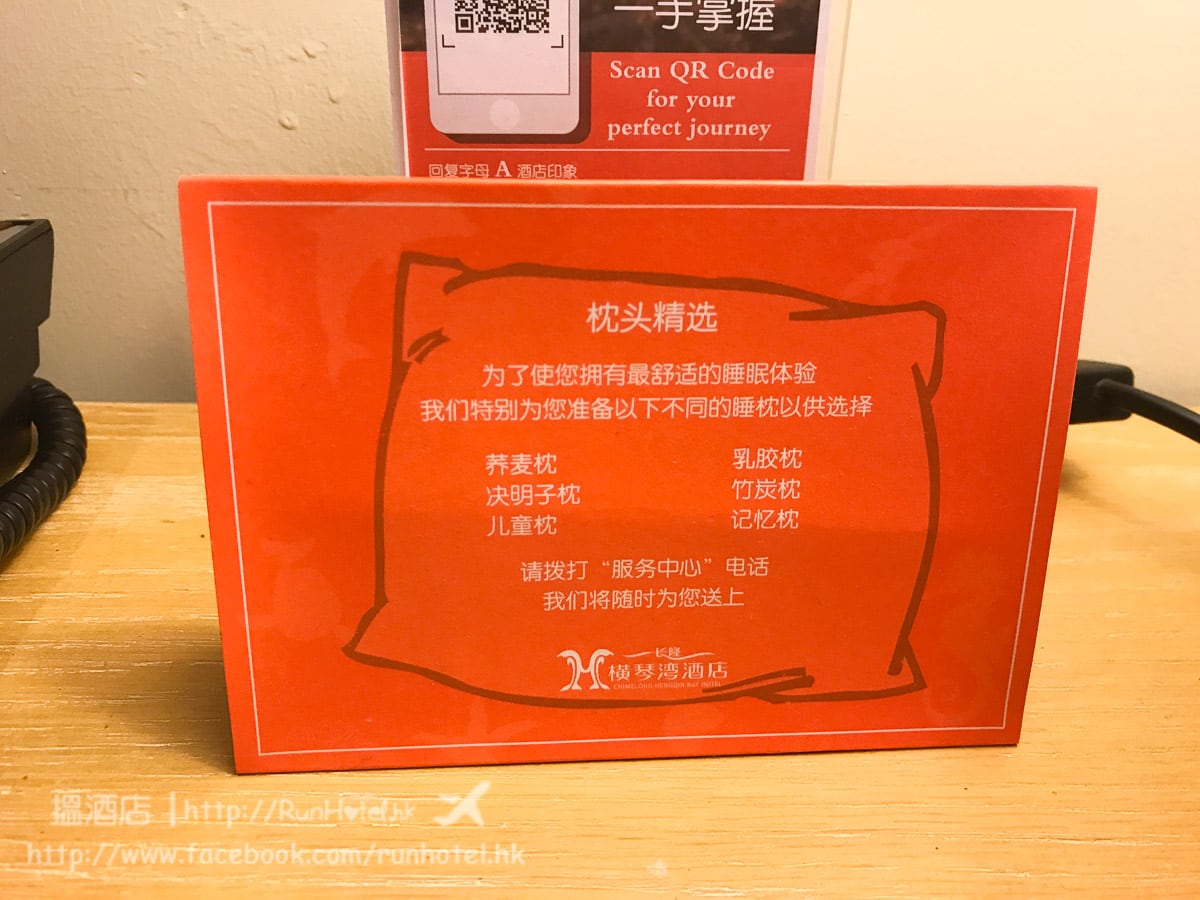 一手掌握
Scan QR Code
for your
perfect journey
回复字母 A 酒店印象
枕头精选
为了使您拥有最舒适的睡眠体验
我们特别为您准备以下不同的睡枕以供选择
荞麦枕
乳胶枕
决明子枕
竹炭枕
儿童枕
记忆枕
请拨打“服务中心”电话
我们将随时为您送上
长隆
横琴湾酒店
CHIMELONG HENGQIN BAY HOTEL
搵酒店 | http://RunHotel.hk
http://www.facebook.com/runhotel.hk